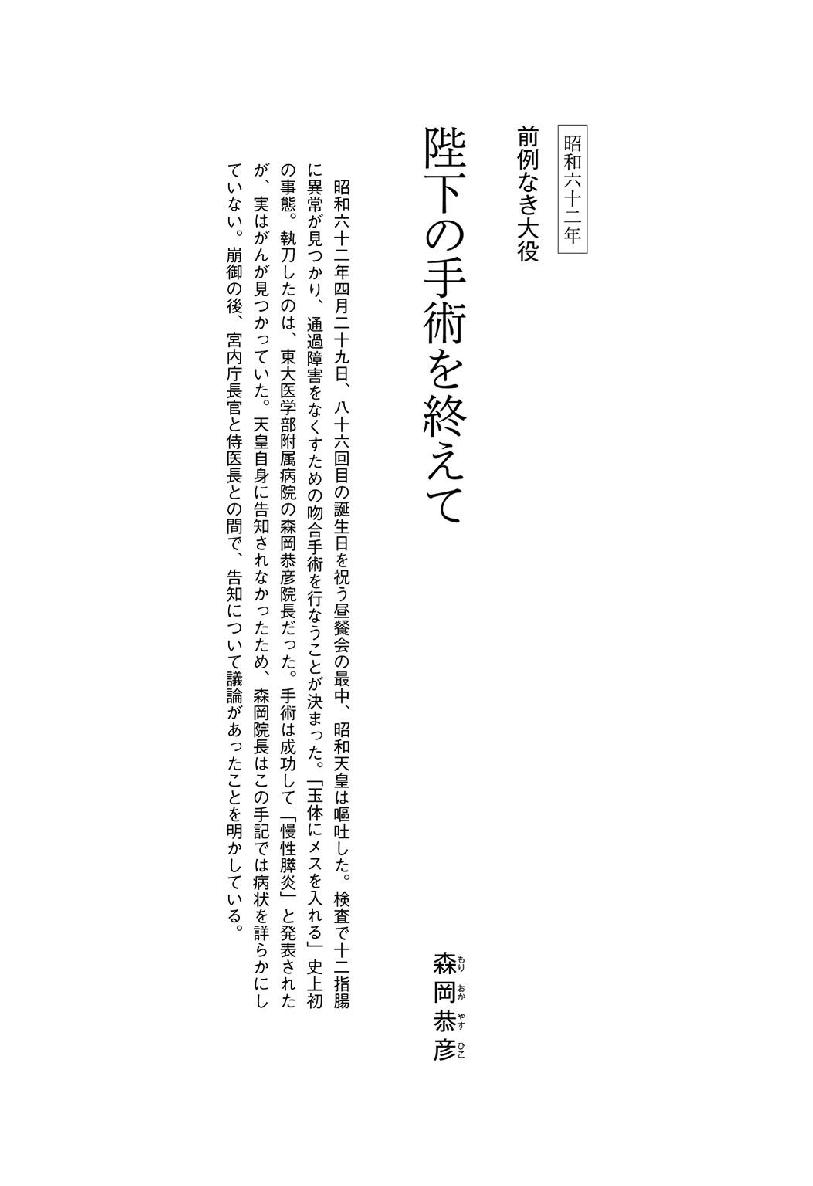 昭和六十二年
前例なき大役
陛下の手術を終えて
森岡恭彦
もりおかやすひこ
昭和六十二年四月二十九日、八十六回目の誕生日を祝う昼餐会の最中、昭和天皇は嘔吐した。検査で十二指腸
に異常が見つかり、通過障害をなくすための吻合手術を行なうことが決まった。「玉体にメスを入れる」史上初
の事態。執刀したのは、東大医学部附属病院の森岡恭彦院長だった。手術は成功して「慢性膵炎」と発表された
が、実はがんが見つかっていた。天皇自身に告知されなかったため、森岡院長はこの手記では病状を詳らかにし
ていない。崩御の後、宮内庁長官と侍医長との間で、告知について議論があったことを明かしている。